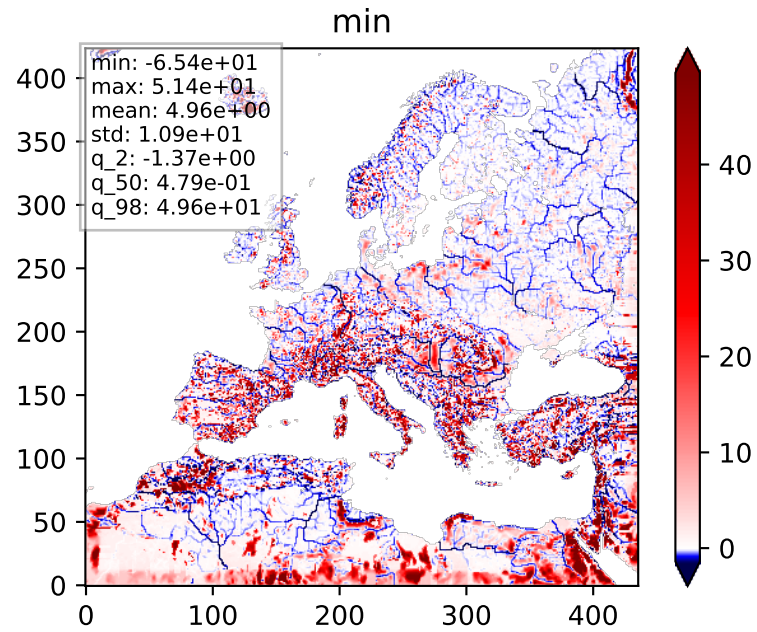 min
min: -6.54e+01
max: 5.14e+01
mean: 4.96e+00
std: 1.09e+01
q_2: -1.37e+00
q_50: 4.79e-01
q_98: 4.96e+01
400
350
300
250
200
150
100
50
0
0 100 200 300 400
40
30
20
10
0